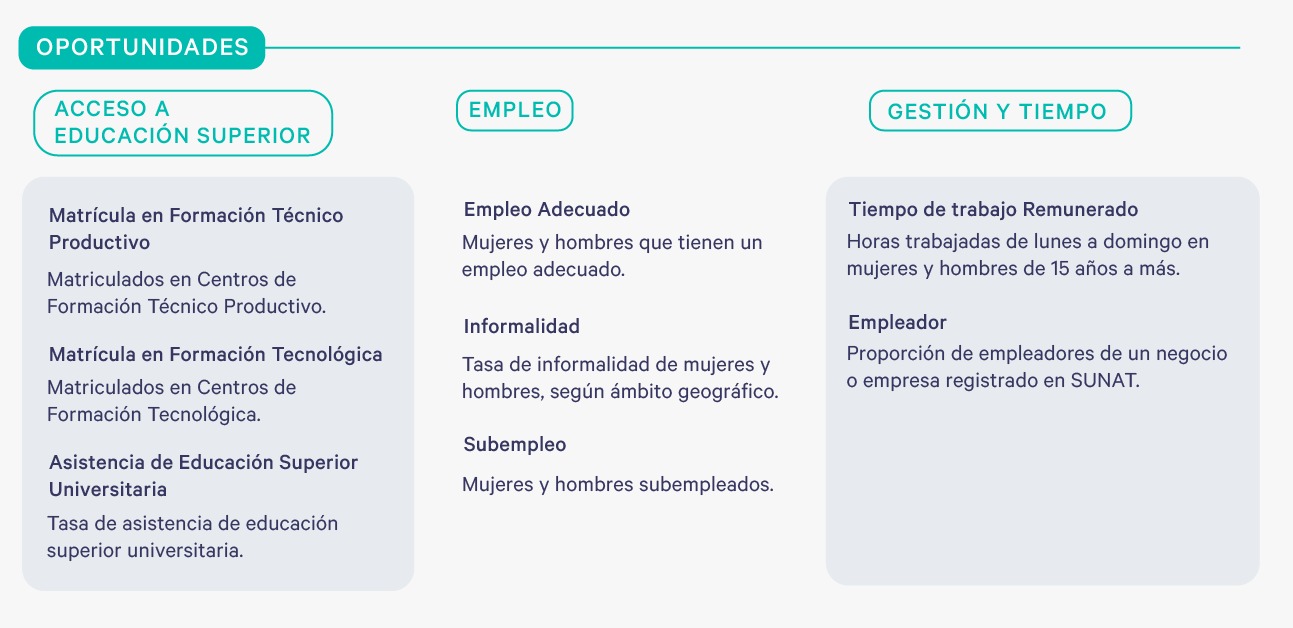 OPORTUNIDADES
ACCESO A
EDUCACIÓN SUPERIOR
Matrícula en Formación Técnico
Productivo
Matriculados en Centros de
Formación Técnico Productivo.
Matrícula en Formación Tecnológica
Matriculados en Centros de
Formación Tecnológica.
Asistencia de Educación Superior
Universitaria
Tasa de asistencia de educación
superior universitaria.
EMPLEO
Empleo Adecuado
Mujeres y hombres que tienen un
empleo adecuado.
Informalidad
Tasa de informalidad de mujeres y
hombres, según ámbito geográfico.
Subempleo
Mujeres y hombres subempleados.
GESTIÓN Y TIEMPO
Tiempo de trabajo Remunerado
Horas trabajadas de lunes a domingo en
mujeres y hombres de 15 años a más.
Empleador
Proporción de empleadores de un negocio
o empresa registrado en SUNAT.